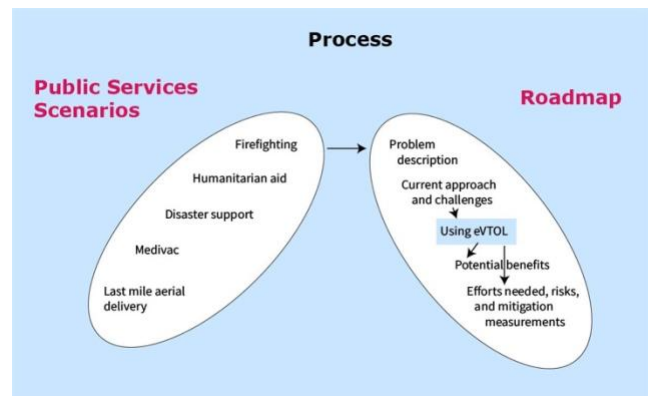 Process
Public Services
Scenarios
Firefighting
Humanitarian aid
Disaster support
Medivac
Last mile aerial
delivery
Roadmap
Problem
description
Current approach
and challenges
Using eVTOL
Potential benefits
Efforts needed, risks,
and mitigation
measurements